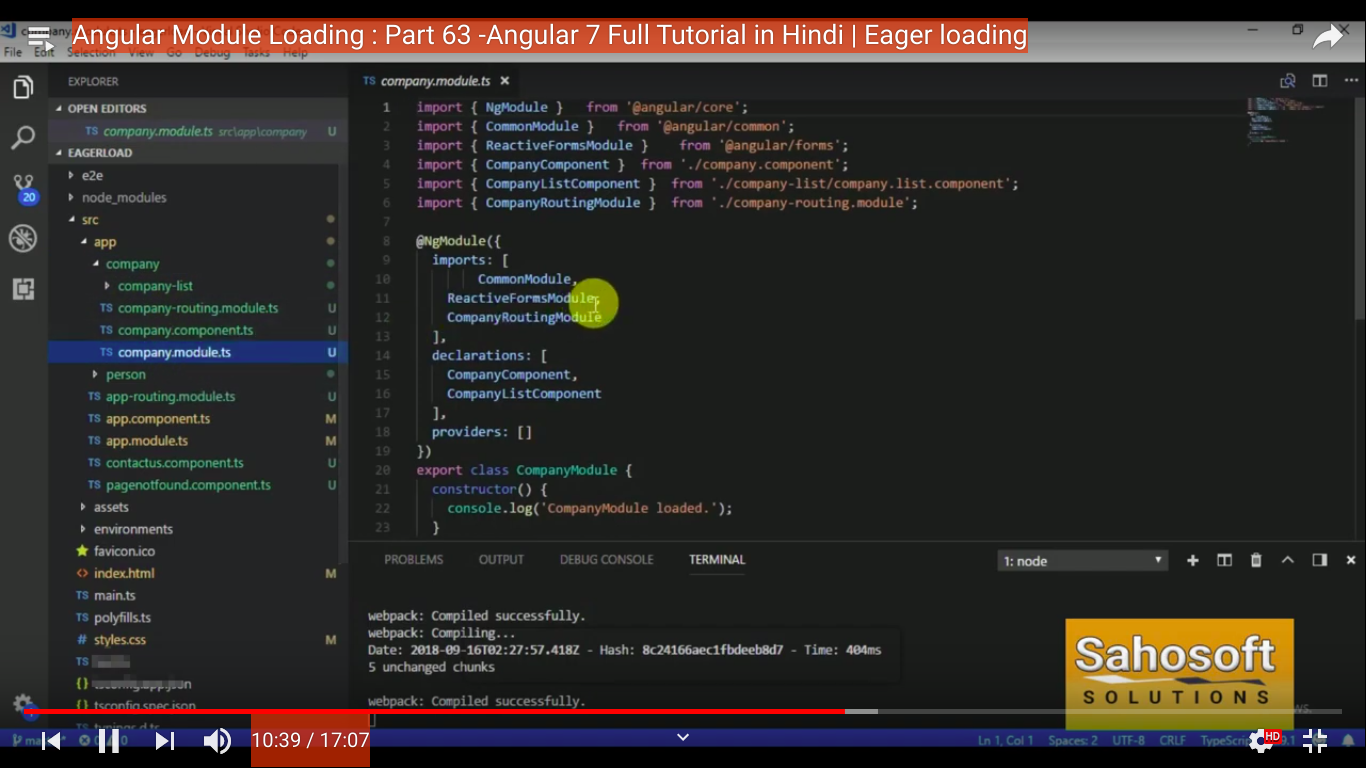 Angular Module Loading : Part 63 -Angular 7 Full Tutorial in Hindi | Eager loading
File Edit Selection View Go Debug Tasks Help
EXPLORER
OPEN EDITORS
TS company.module.ts src\app\company U
EAGERLOAD
e2e
node_modules
src
app
company
company-list
TS company-routing.module.ts U
TS company.component.ts U
TS company.module.ts U
person
TS app-routing.module.ts U
TS app.component.ts M
TS app.module.ts M
TS contactus.component.ts U
TS pagenotfound.component.ts U
assets
environments
favicon.ico
<> index.html M
TS main.ts
TS polyfills.ts
# styles.css M
TS
{} tsconfig.app.json
{} tsconfig.spec.json
20
TS company.module.ts ×
1 import { NgModule } from '@angular/core';
2 import { CommonModule } from '@angular/common';
3 import { ReactiveFormsModule } from '@angular/forms';
4 import { CompanyComponent } from './company.component';
5 import { CompanyListComponent } from './company-list/company.list.component';
6 import { CompanyRoutingModule } from './company-routing.module';
7
8 @NgModule({
9 imports: [
10 CommonModule,
11 ReactiveFormsModule,
12 CompanyRoutingModule
13 ],
14 declarations: [
15 CompanyComponent,
16 CompanyListComponent
17 ],
18 providers: []
19 })
20 export class CompanyModule {
21 constructor() {
22 console.log('CompanyModule loaded.');
23 }
PROBLEMS OUTPUT DEBUG CONSOLE TERMINAL 1: node
webpack: Compiled successfully.
webpack: Compiling...
Date: 2018-09-16T02:27:57.418Z - Hash: 8c24166aec1fbdeeb8d7 - Time: 404ms
5 unchanged chunks
webpack: Compiled successfully.
Sahosoft
SOLUTIONS
10:39 / 17:07
HD
Ln 1, Col 1 Spaces: 2 UTF-8 CRLF